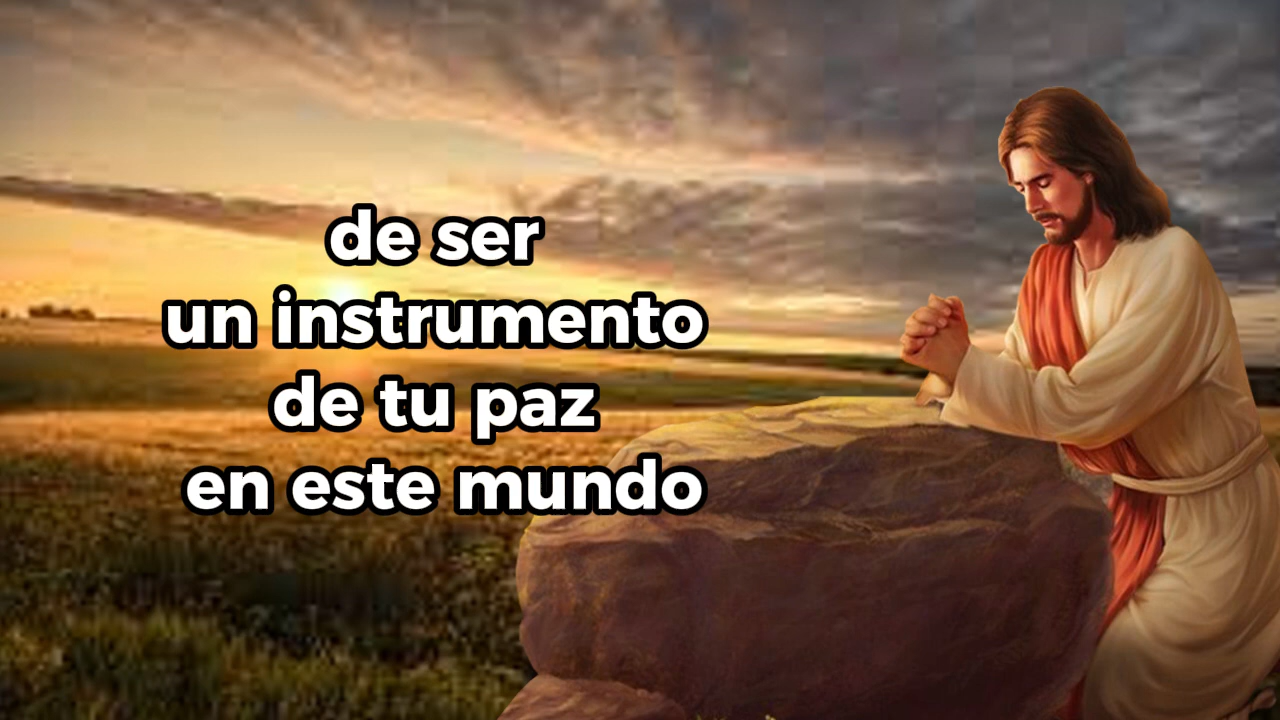 de ser
un instrumento
de tu paz
en este mundo